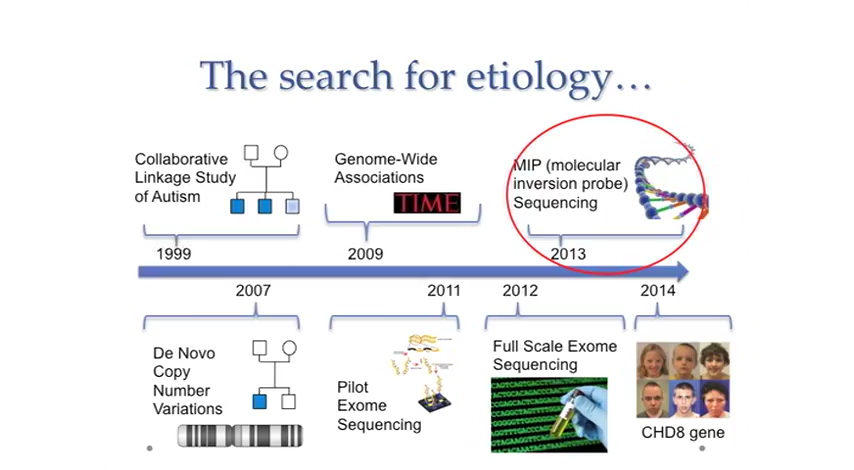 The search for etiology…
Collaborative
Linkage Study
of Autism
Genome-Wide
Associations
TIME
MIP (molecular
inversion probe)
Sequencing
1999
2009
2013
2007
2011
2012
2014
De Novo
Copy
Number
Variations
Pilot
Exome
Sequencing
Full Scale Exome
Sequencing
CHD8 gene